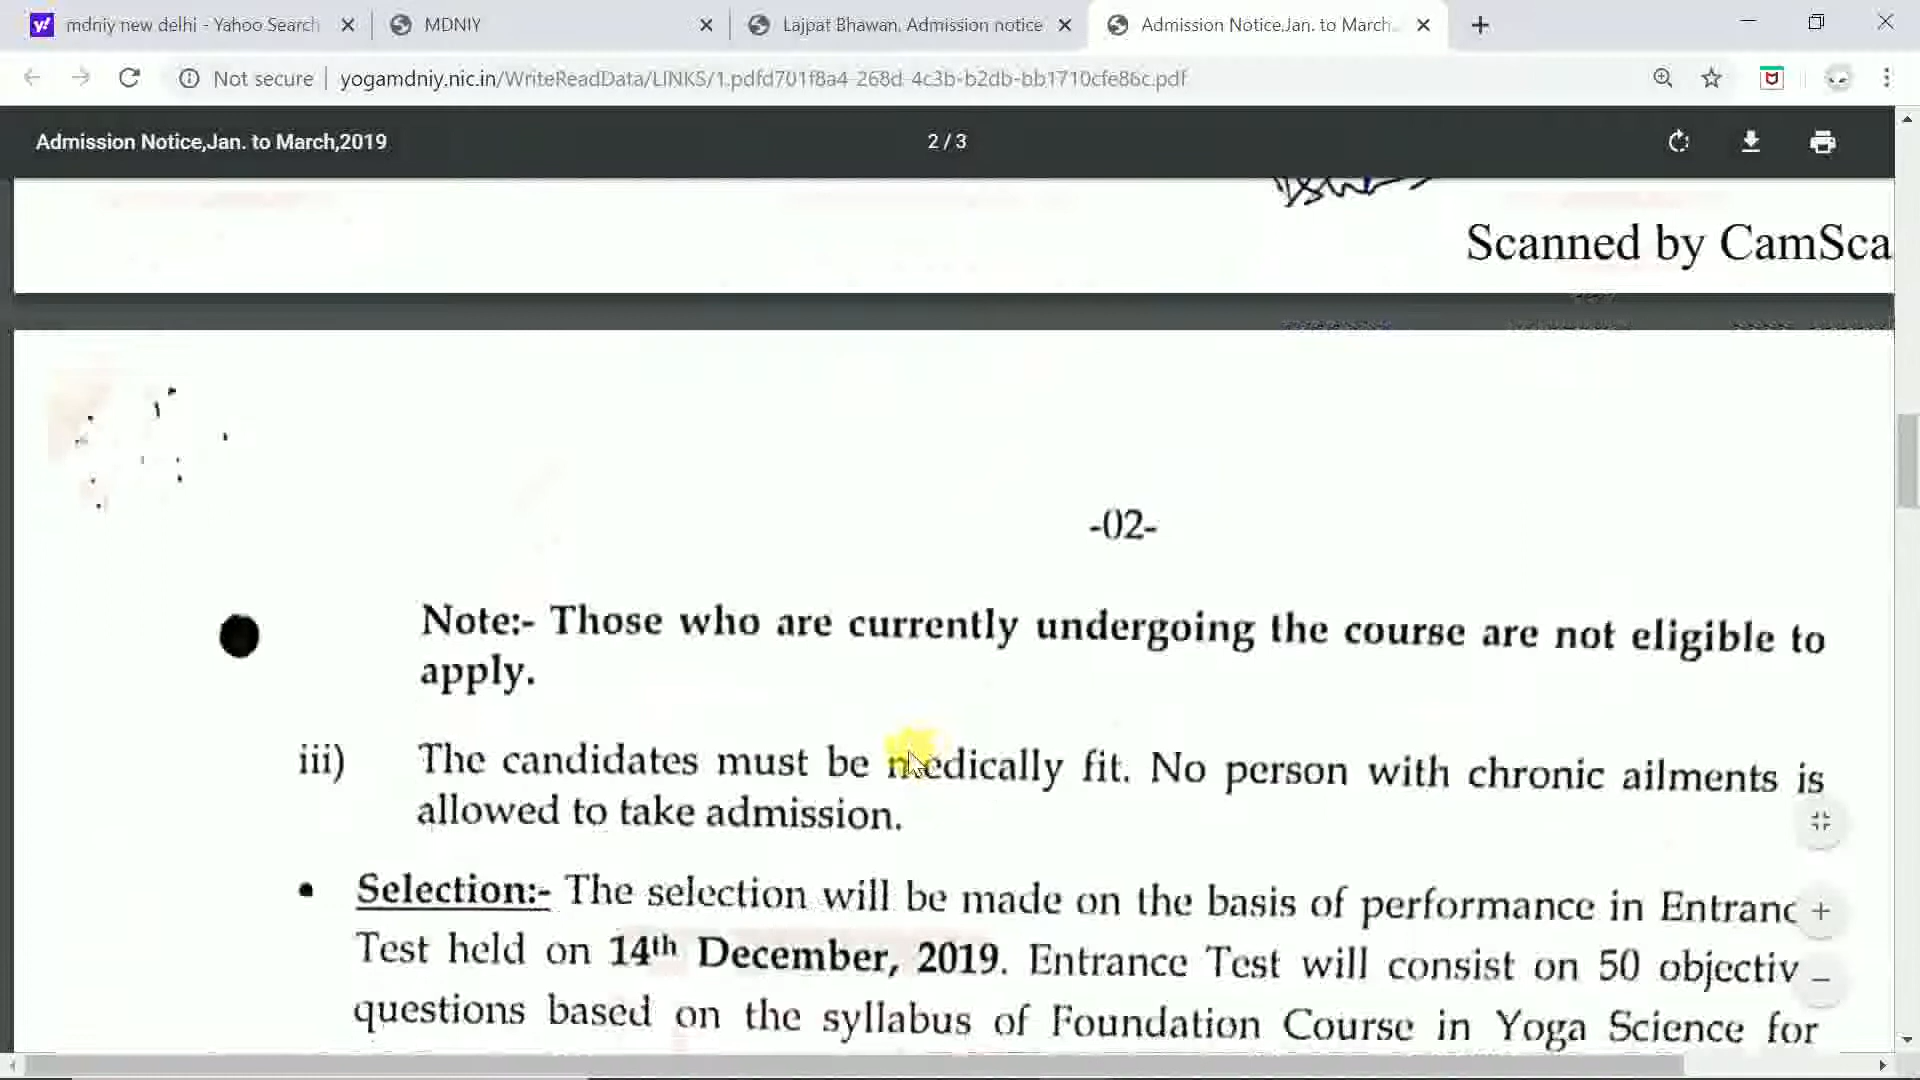 mdniy new delhi - Yahoo Search
MDNIY
Lajpat Bhawan, Admission notice
Admission Notice,Jan. to March
Not secure
yogamdniy.nic.in/WriteReadData/LINKS/1.pdfd701f8a4-268d-4c3b-b2db-bb1710cfe86c.pdf
Admission Notice,Jan. to March,2019
2 / 3
Scanned by CamSca
-02-
Note:- Those who are currently undergoing the course are not eligible to
apply.
iii) The candidates must be medically fit. No person with chronic ailments is
allowed to take admission.
• Selection:- The selection will be made on the basis of performance in Entranc
Test held on 14th December, 2019. Entrance Test will consist on 50 objectiv
questions based on the syllabus of Foundation Course in Yoga Science for